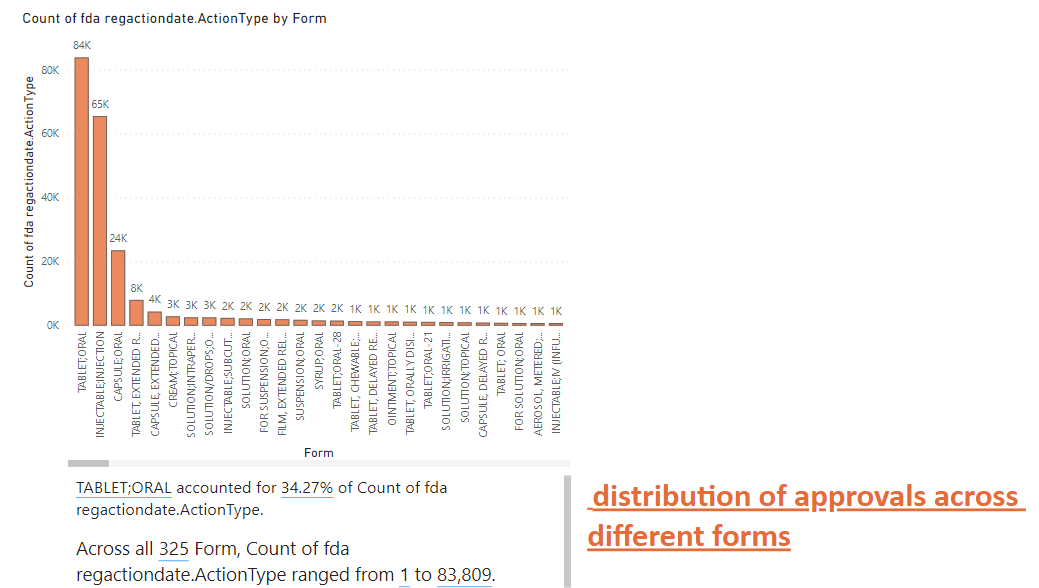 Count of fda regactiondate.ActionType by Form
Count of fda regactiondate.ActionType
80K
60K
40K
20K
0K
84K
65K
24K
8K
4K
3K
3K
3K
2K
2K
2K
2K
2K
2K
2K
1K
1K
1K
1K
1K
1K
1K
1K
1K
1K
1K
1K
TABLET;ORAL
INJECTABLE;INJECTION
CAPSULE;ORAL
TABLET, EXTENDED R...
CAPSULE, EXTENDED...
CREAM;TOPICAL
SOLUTION;INTRAPER...
SOLUTION/DROPS;O...
INJECTABLE;SUBCUT...
SOLUTION;ORAL
FOR SUSPENSION;O...
FILM, EXTENDED REL...
SUSPENSION;ORAL
SYRUP;ORAL
TABLET;ORAL-28
TABLET, CHEWABLE;...
TABLET, DELAYED RE...
OINTMENT;TOPICAL
TABLET, ORALLY DISI...
TABLET;ORAL-21
SOLUTION;IRRIGATI...
SOLUTION;TOPICAL
CAPSULE, DELAYED R...
TABLET; ORAL
FOR SOLUTION;ORAL
AEROSOL, METERED;...
INJECTABLE;IV (INFU...
Form
TABLET;ORAL accounted for 34.27% of Count of fda
regactiondate.ActionType.
Across all 325 Form, Count of fda
regactiondate.ActionType ranged from 1 to 83,809.
distribution of approvals across
different forms